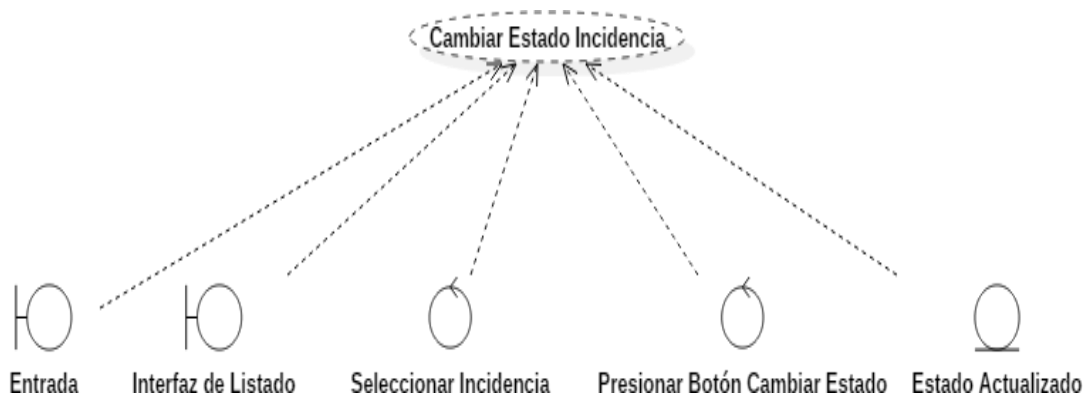 Cambiar Estado Incidencia
Entrada
Interfaz de Listado
Seleccionar Incidencia
Presionar Botón Cambiar Estado
Estado Actualizado